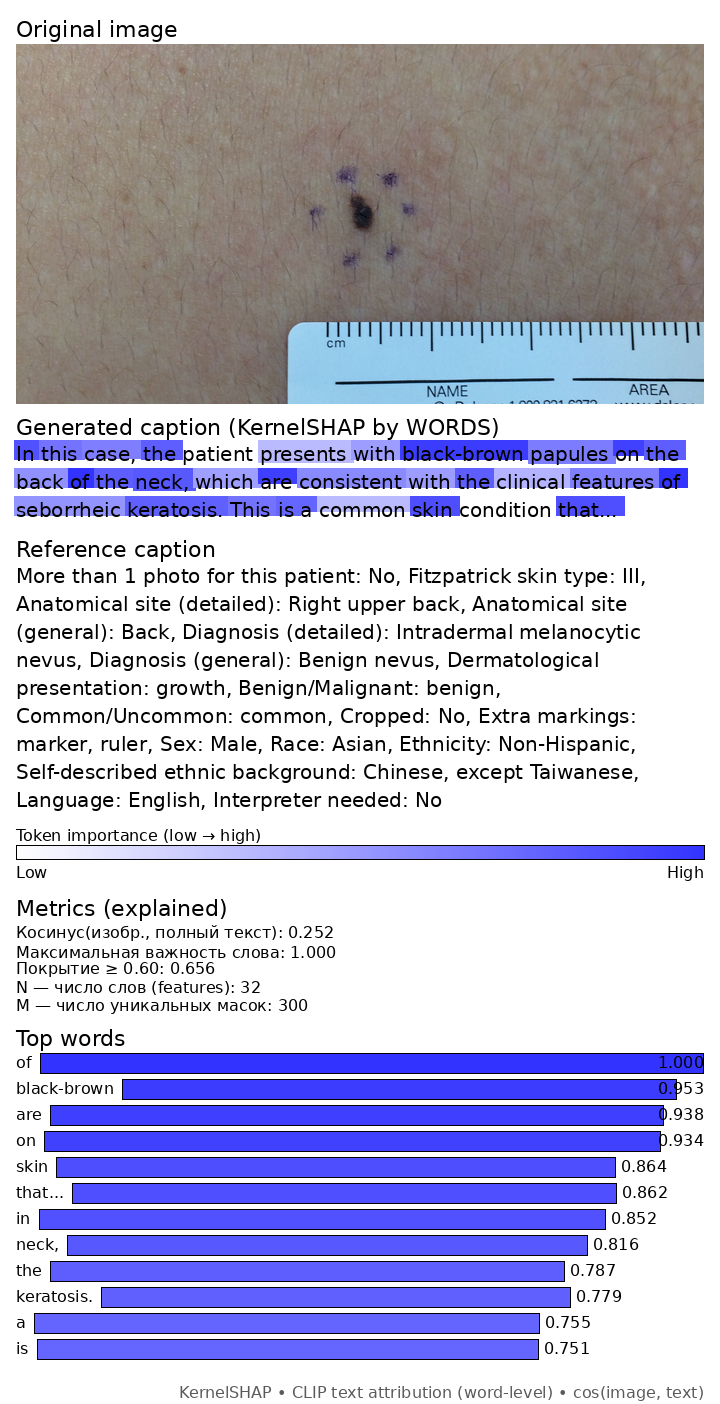 Original image
cm
NAME
AREA
Generated caption (KernelSHAP by WORDS)
In this case, the patient presents with black-brown papules on the
back of the neck, which are consistent with the clinical features of
seborrheic keratosis. This is a common skin condition that...
Reference caption
More than 1 photo for this patient: No, Fitzpatrick skin type: III,
Anatomical site (detailed): Right upper back, Anatomical site
(general): Back, Diagnosis (detailed): Intradermal melanocytic
nevus, Diagnosis (general): Benign nevus, Dermatological
presentation: growth, Benign/Malignant: benign,
Common/Uncommon: common, Cropped: No, Extra markings:
marker, ruler, Sex: Male, Race: Asian, Ethnicity: Non-Hispanic,
Self-described ethnic background: Chinese, except Taiwanese,
Language: English, Interpreter needed: No
Token importance (low → high)
Low High
Metrics (explained)
Косинус(изобр., полный текст): 0.252
Максимальная важность слова: 1.000
Покрытие ≥ 0.60: 0.656
N — число слов (features): 32
M — число уникальных масок: 300
Top words
of 1.000
black-brown 0.953
are 0.938
on 0.934
skin 0.864
that... 0.862
in 0.852
neck, 0.816
the 0.787
keratosis. 0.779
a 0.755
is 0.751
KernelSHAP • CLIP text attribution (word-level) • cos(image, text)